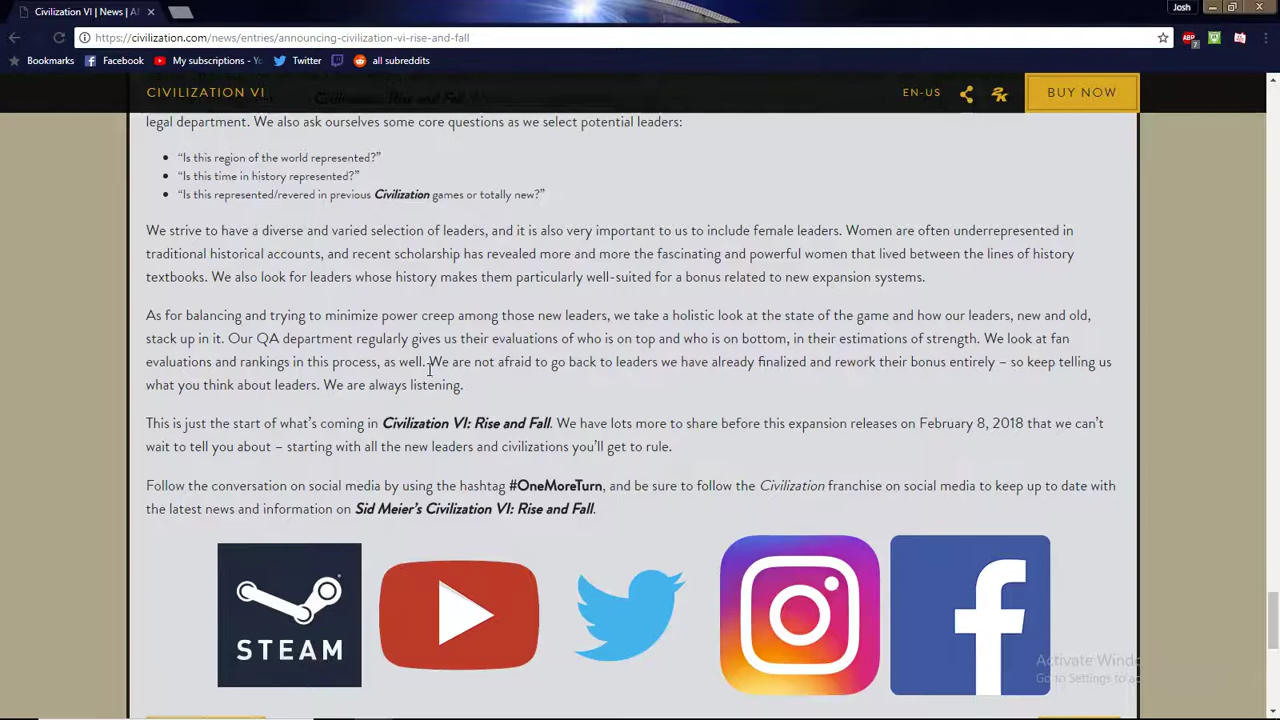 Civilization VI | News | Al
Josh
https://civilization.com/news/entries/announcing-civilization-vi-rise-and-fall
ABP
7
Bookmarks Facebook My subscriptions - Yo Twitter all subreddits
CIVILIZATION VI
EN-US
2K
BUY NOW
Rise and Fall
legal department. We also ask ourselves some core questions as we select potential leaders:
• “Is this region of the world represented?”
• “Is this time in history represented?”
• “Is this represented/revered in previous Civilization games or totally new?”
We strive to have a diverse and varied selection of leaders, and it is also very important to us to include female leaders. Women are often underrepresented in
traditional historical accounts, and recent scholarship has revealed more and more the fascinating and powerful women that lived between the lines of history
textbooks. We also look for leaders whose history makes them particularly well-suited for a bonus related to new expansion systems.
As for balancing and trying to minimize power creep among those new leaders, we take a holistic look at the state of the game and how our leaders, new and old,
stack up in it. Our QA department regularly gives us their evaluations of who is on top and who is on bottom, in their estimations of strength. We look at fan
evaluations and rankings in this process, as well. We are not afraid to go back to leaders we have already finalized and rework their bonus entirely – so keep telling us
what you think about leaders. We are always listening.
This is just the start of what’s coming in Civilization VI: Rise and Fall. We have lots more to share before this expansion releases on February 8, 2018 that we can’t
wait to tell you about – starting with all the new leaders and civilizations you’ll get to rule.
Follow the conversation on social media by using the hashtag #OneMoreTurn, and be sure to follow the Civilization franchise on social media to keep up to date with
the latest news and information on Sid Meier’s Civilization VI: Rise and Fall.
STEAM
Activate Windo
Go to Settings to ac